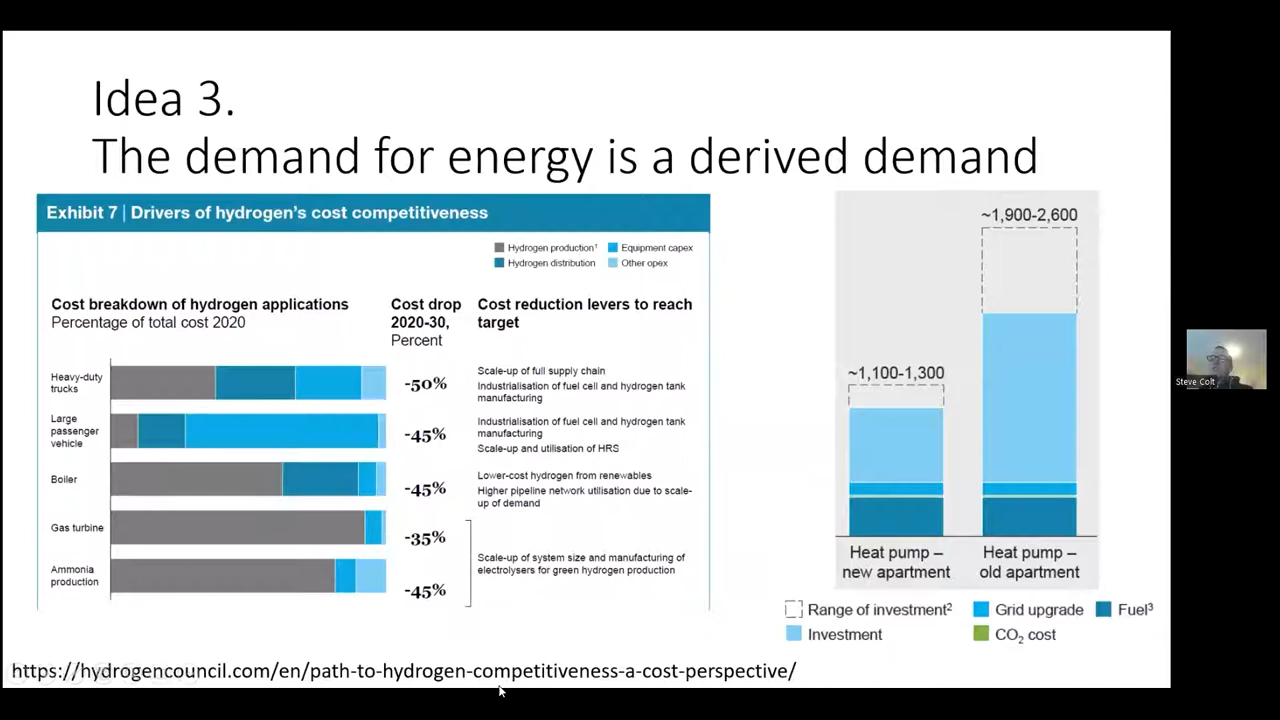 Idea 3.
The demand for energy is a derived demand
Exhibit 7 | Drivers of hydrogen's cost competitiveness
Hydrogen production¹
Equipment capex
Hydrogen distribution
Other opex
Cost breakdown of hydrogen applications
Percentage of total cost 2020
Cost drop
2020-30,
Percent
Cost reduction levers to reach
target
Heavy-duty
trucks
-50%
Scale-up of full supply chain
Industrialisation of fuel cell and hydrogen tank
manufacturing
Large
passenger
vehicle
-45%
Industrialisation of fuel cell and hydrogen tank
manufacturing
Scale-up and utilisation of HRS
Boiler
-45%
Lower-cost hydrogen from renewables
Higher pipeline network utilisation due to scale-
up of demand
Gas turbine
-35%
Ammonia
production
-45%
Scale-up of system size and manufacturing of
electrolysers for green hydrogen production
~1,900-2,600
~1,100-1,300
Heat pump –
new apartment
Heat pump –
old apartment
Range of investment²
Grid upgrade
Fuel³
Investment
CO₂ cost
https://hydrogencouncil.com/en/path-to-hydrogen-competitiveness-a-cost-perspective/
Steve Colt